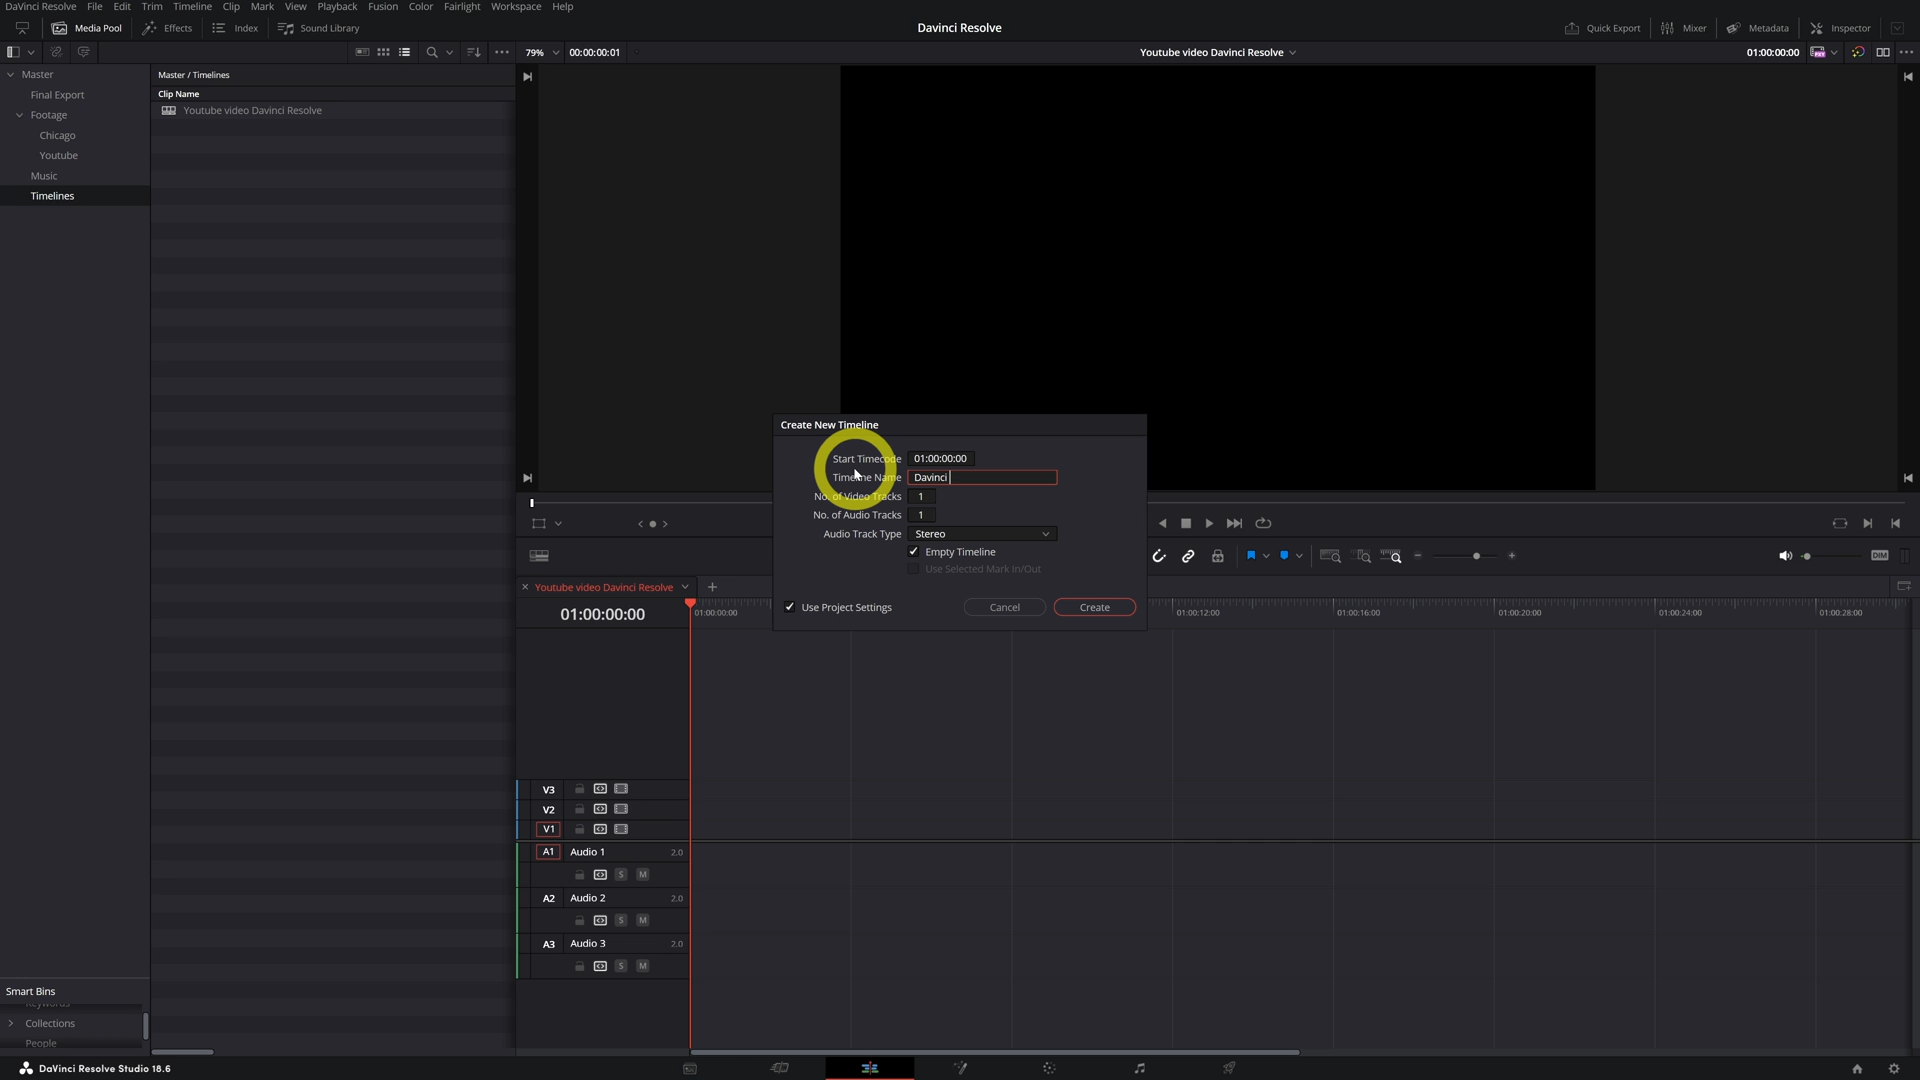 DaVinci Resolve File Edit Trim Timeline Clip Mark View Playback Fusion Color Fairlight Workspace Help
Media Pool Effects Index Sound Library Davinci Resolve Quick Export Mixer Metadata Inspector
79% 00:00:00:01 Youtube video Davinci Resolve 01:00:00:00
Master
Final Export
Footage
Chicago
Youtube
Music
Timelines
Master / Timelines
Clip Name
Youtube video Davinci Resolve
Create New Timeline
Start Timecode 01:00:00:00
Timeline Name Davinci
No. of Video Tracks 1
No. of Audio Tracks 1
Audio Track Type Stereo
Empty Timeline
Use Selected Mark In/Out
Use Project Settings Cancel Create
DIM
Youtube video Davinci Resolve
01:00:00:00
01:00:00:00 01:00:12:00 01:00:16:00 01:00:20:00 01:00:24:00 01:00:28:00
V3
V2
V1
A1 Audio 1 2.0
S M
A2 Audio 2 2.0
S M
A3 Audio 3 2.0
S M
Smart Bins
Keywords
Collections
People
DaVinci Resolve Studio 18.6